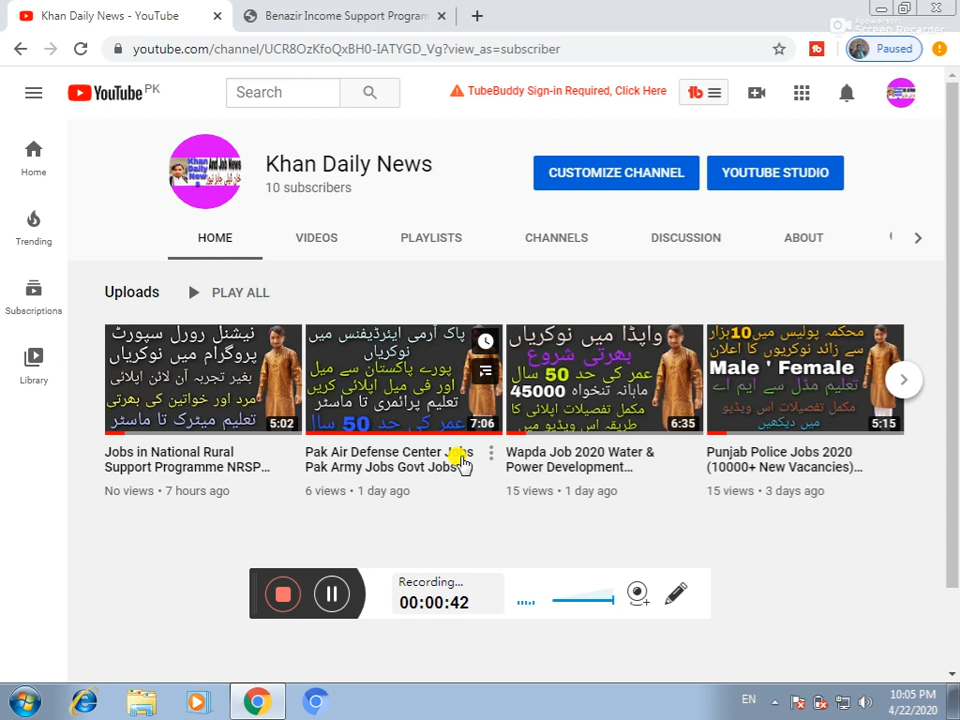 Khan Daily News - YouTube
Benazir Income Support Program
Apowersoft
Screen Recorder
youtube.com/channel/UCR8OzKfoQxBH0-IATYGD_Vg?view_as=subscriber
Paused
YouTube PK
Search
TubeBuddy Sign-in Required, Click Here
tb
Home
Trending
Subscriptions
Library
Khan Daily News
10 subscribers
CUSTOMIZE CHANNEL
YOUTUBE STUDIO
HOME
VIDEOS
PLAYLISTS
CHANNELS
DISCUSSION
ABOUT
Uploads
PLAY ALL
نیشنل رورل سپورٹ
پروگرام میں نوکریاں
بغیر تجربہ آن لائن اپلائی
مرد اور خواتین کی بھرتی
تعلیم میٹرک تا ماسٹر
5:02
پاک آرمی ایئرڈیفنس میں
نوکریاں
پورے پاکستان سے میل
اور فی میل اپلائی کریں
تعلیم پرائمری تا ماسٹر
عمر کی حد 50 سال
7:06
واپڈا میں نوکریاں
بھرتی شروع
عمر کی حد 50 سال
ماہانہ تنخواہ 45000
مکمل تفصیلات اپلائی کا
طریقہ اس ویڈیو میں
6:35
محکمہ پولیس میں 10ہزار
سے زائد نوکریوں کا اعلان
Male ' Female
تعلیم مڈل سے ایم اے
مکمل تفصیلات اس ویڈیو
میں دیکھیں
5:15
Jobs in National Rural
Support Programme NRSP...
No views • 7 hours ago
Pak Air Defense Center Jobs
Pak Army Jobs Govt Jobs
6 views • 1 day ago
Wapda Job 2020 Water &
Power Development...
15 views • 1 day ago
Punjab Police Jobs 2020
(10000+ New Vacancies)...
15 views • 3 days ago
Recording...
00:00:42
EN
10:05 PM
4/22/2020